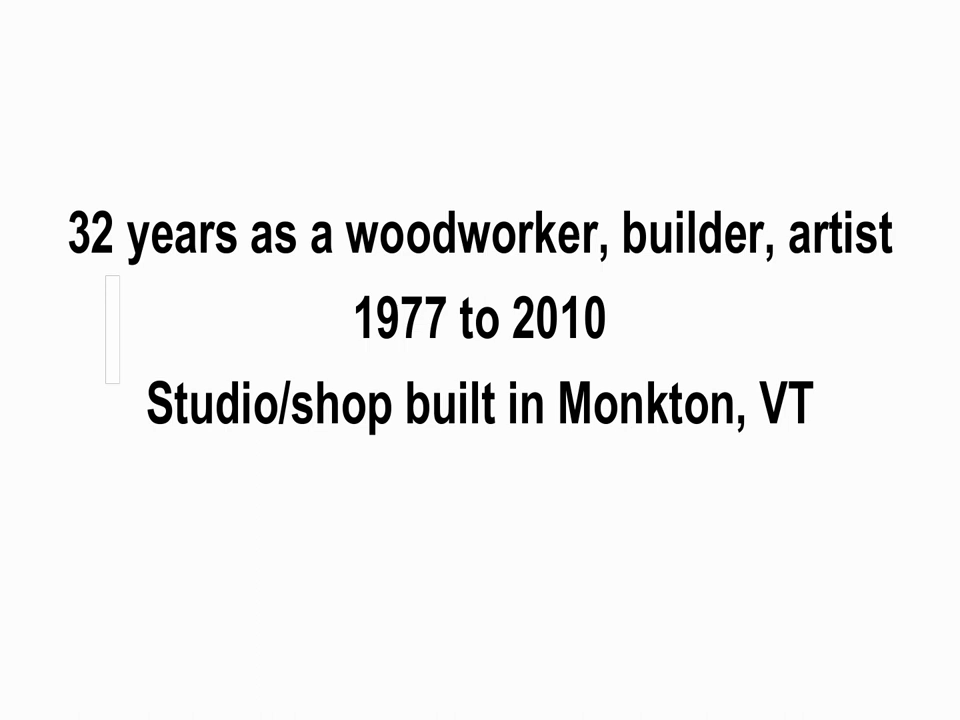 32 years as a woodworker, builder, artist
1977 to 2010
Studio/shop built in Monkton, VT